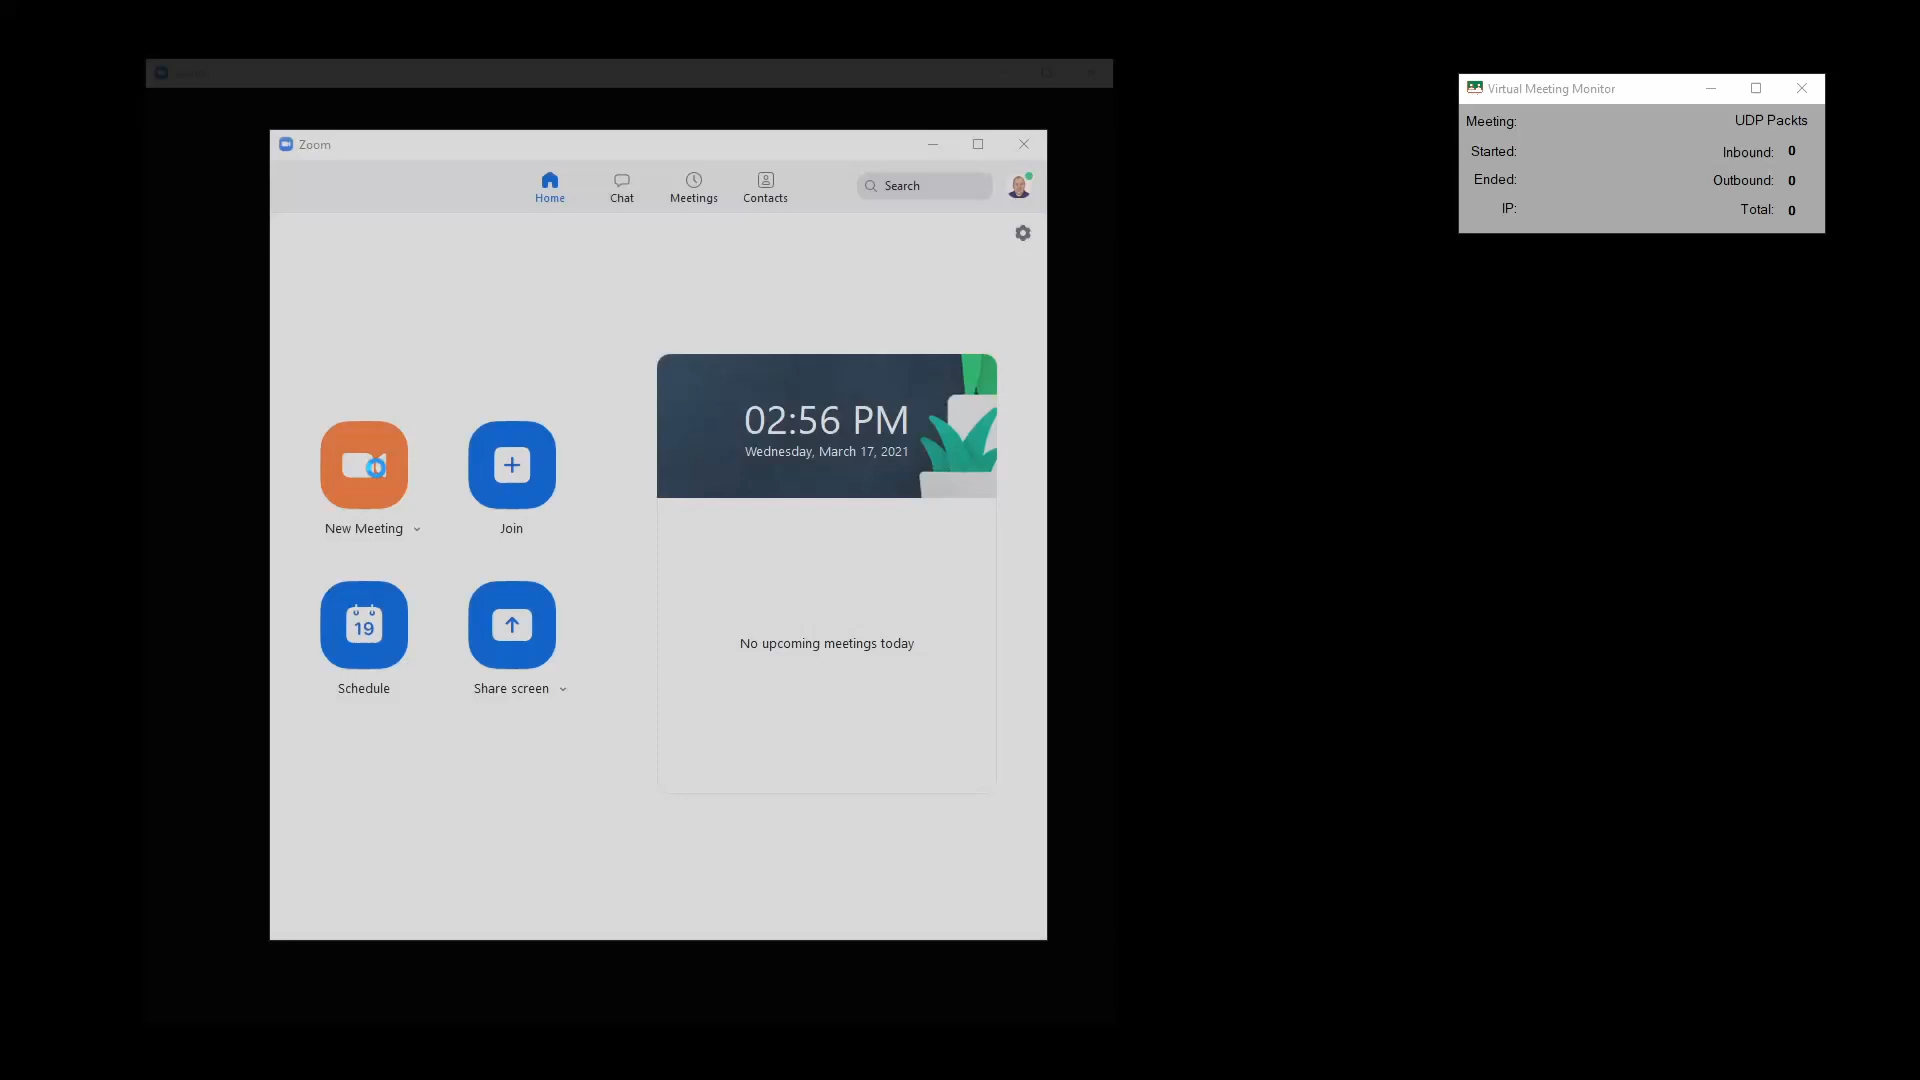 Zoom
Home
Chat
Meetings
Contacts
Search
02:56 PM
Wednesday, March 17, 2021
New Meeting
Join
19
Schedule
Share screen
No upcoming meetings today
Virtual Meeting Monitor
Meeting:
UDP Packts
Started:
Inbound: 0
Ended:
Outbound: 0
IP:
Total: 0